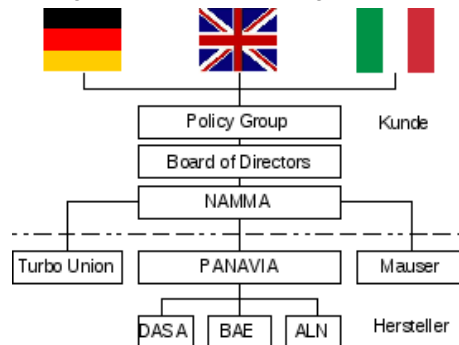 Policy Group
Kunde
Board of Directors
NAMMA
Turbo Union
PANAVIA
Mauser
DASA
BAE
ALN
Hersteller